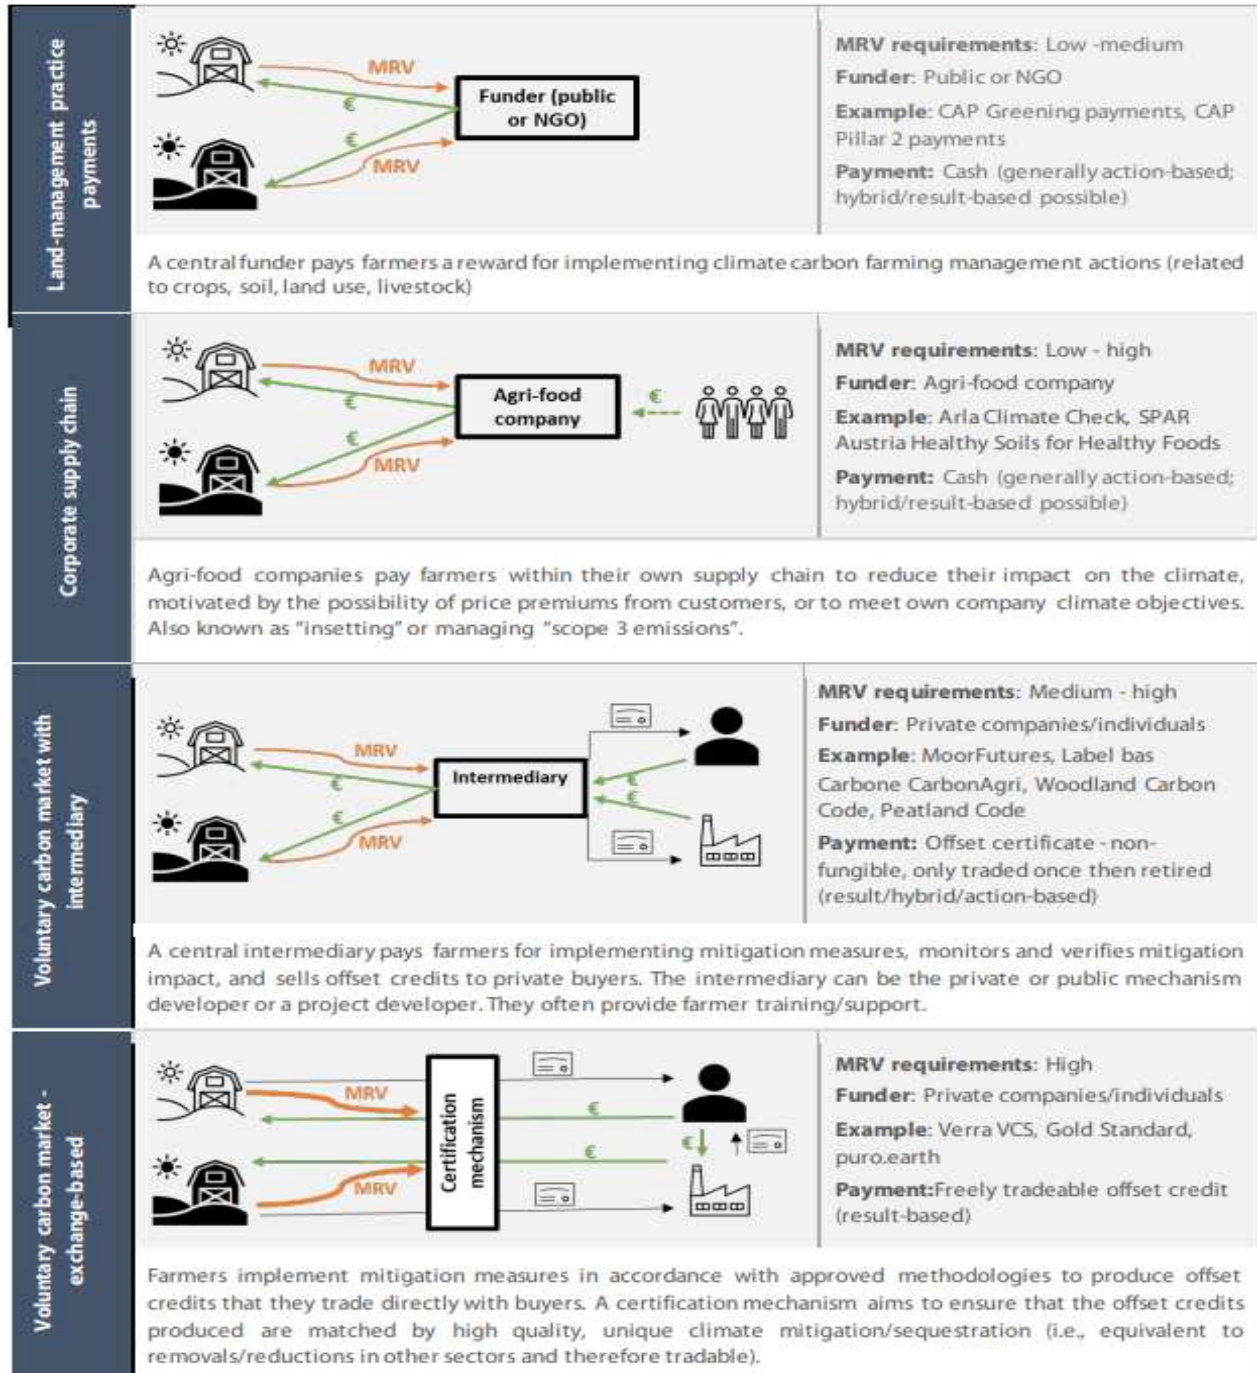 Land-management practice
payments
MRV
€
€
MRV
Funder (public
or NGO)
MRV requirements: Low -medium
Funder: Public or NGO
Example: CAP Greening payments, CAP
Pillar 2 payments
Payment: Cash (generally action-based;
hybrid/result-based possible)
A central funder pays farmers a reward for implementing climate carbon farming management actions (related
to crops, soil, land use, livestock)
Corporate supply chain
MRV
€
€
MRV
Agri-food
company
€
MRV requirements: Low - high
Funder: Agri-food company
Example: Arla Climate Check, SPAR
Austria Healthy Soils for Healthy Foods
Payment: Cash (generally action-based;
hybrid/result-based possible)
Agri-food companies pay farmers within their own supply chain to reduce their impact on the climate,
motivated by the possibility of price premiums from customers, or to meet own company climate objectives.
Also known as "insetting" or managing "scope 3 emissions".
Voluntary carbon market with
intermediary
MRV
€
€
MRV
Intermediary
€
€
MRV requirements: Medium - high
Funder: Private companies/individuals
Example: MoorFutures, Label bas
Carbone CarbonAgri, Woodland Carbon
Code, Peatland Code
Payment: Offset certificate - non-
fungible, only traded once then retired
(result/hybrid/action-based)
A central intermediary pays farmers for implementing mitigation measures, monitors and verifies mitigation
impact, and sells offset credits to private buyers. The intermediary can be the private or public mechanism
developer or a project developer. They often provide farmer training/support.
Voluntary carbon market -
exchange-based
MRV
MRV
Certification
mechanism
€
€
€
MRV requirements: High
Funder: Private companies/individuals
Example: Verra VCS, Gold Standard,
puro.earth
Payment:Freely tradeable offset credit
(result-based)
Farmers implement mitigation measures in accordance with approved methodologies to produce offset
credits that they trade directly with buyers. A certification mechanism aims to ensure that the offset credits
produced are matched by high quality, unique climate mitigation/sequestration (i.e., equivalent to
removals/reductions in other sectors and therefore tradable).